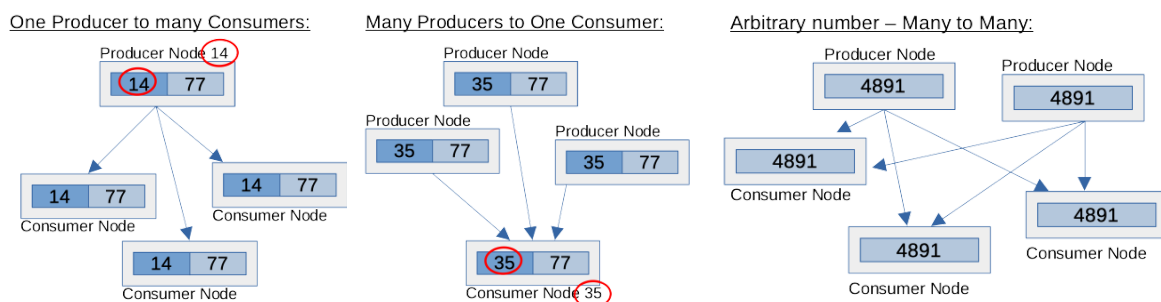 One Producer to many Consumers:
Producer Node 14
14 77
14 77
Consumer Node
14 77
Consumer Node
14 77
Consumer Node
Many Producers to One Consumer:
Producer Node
35 77
Producer Node
35 77
Producer Node
35 77
35 77
Consumer Node 35
Arbitrary number – Many to Many:
Producer Node
4891
Producer Node
4891
4891
Consumer Node
4891
Consumer Node
4891
Consumer Node